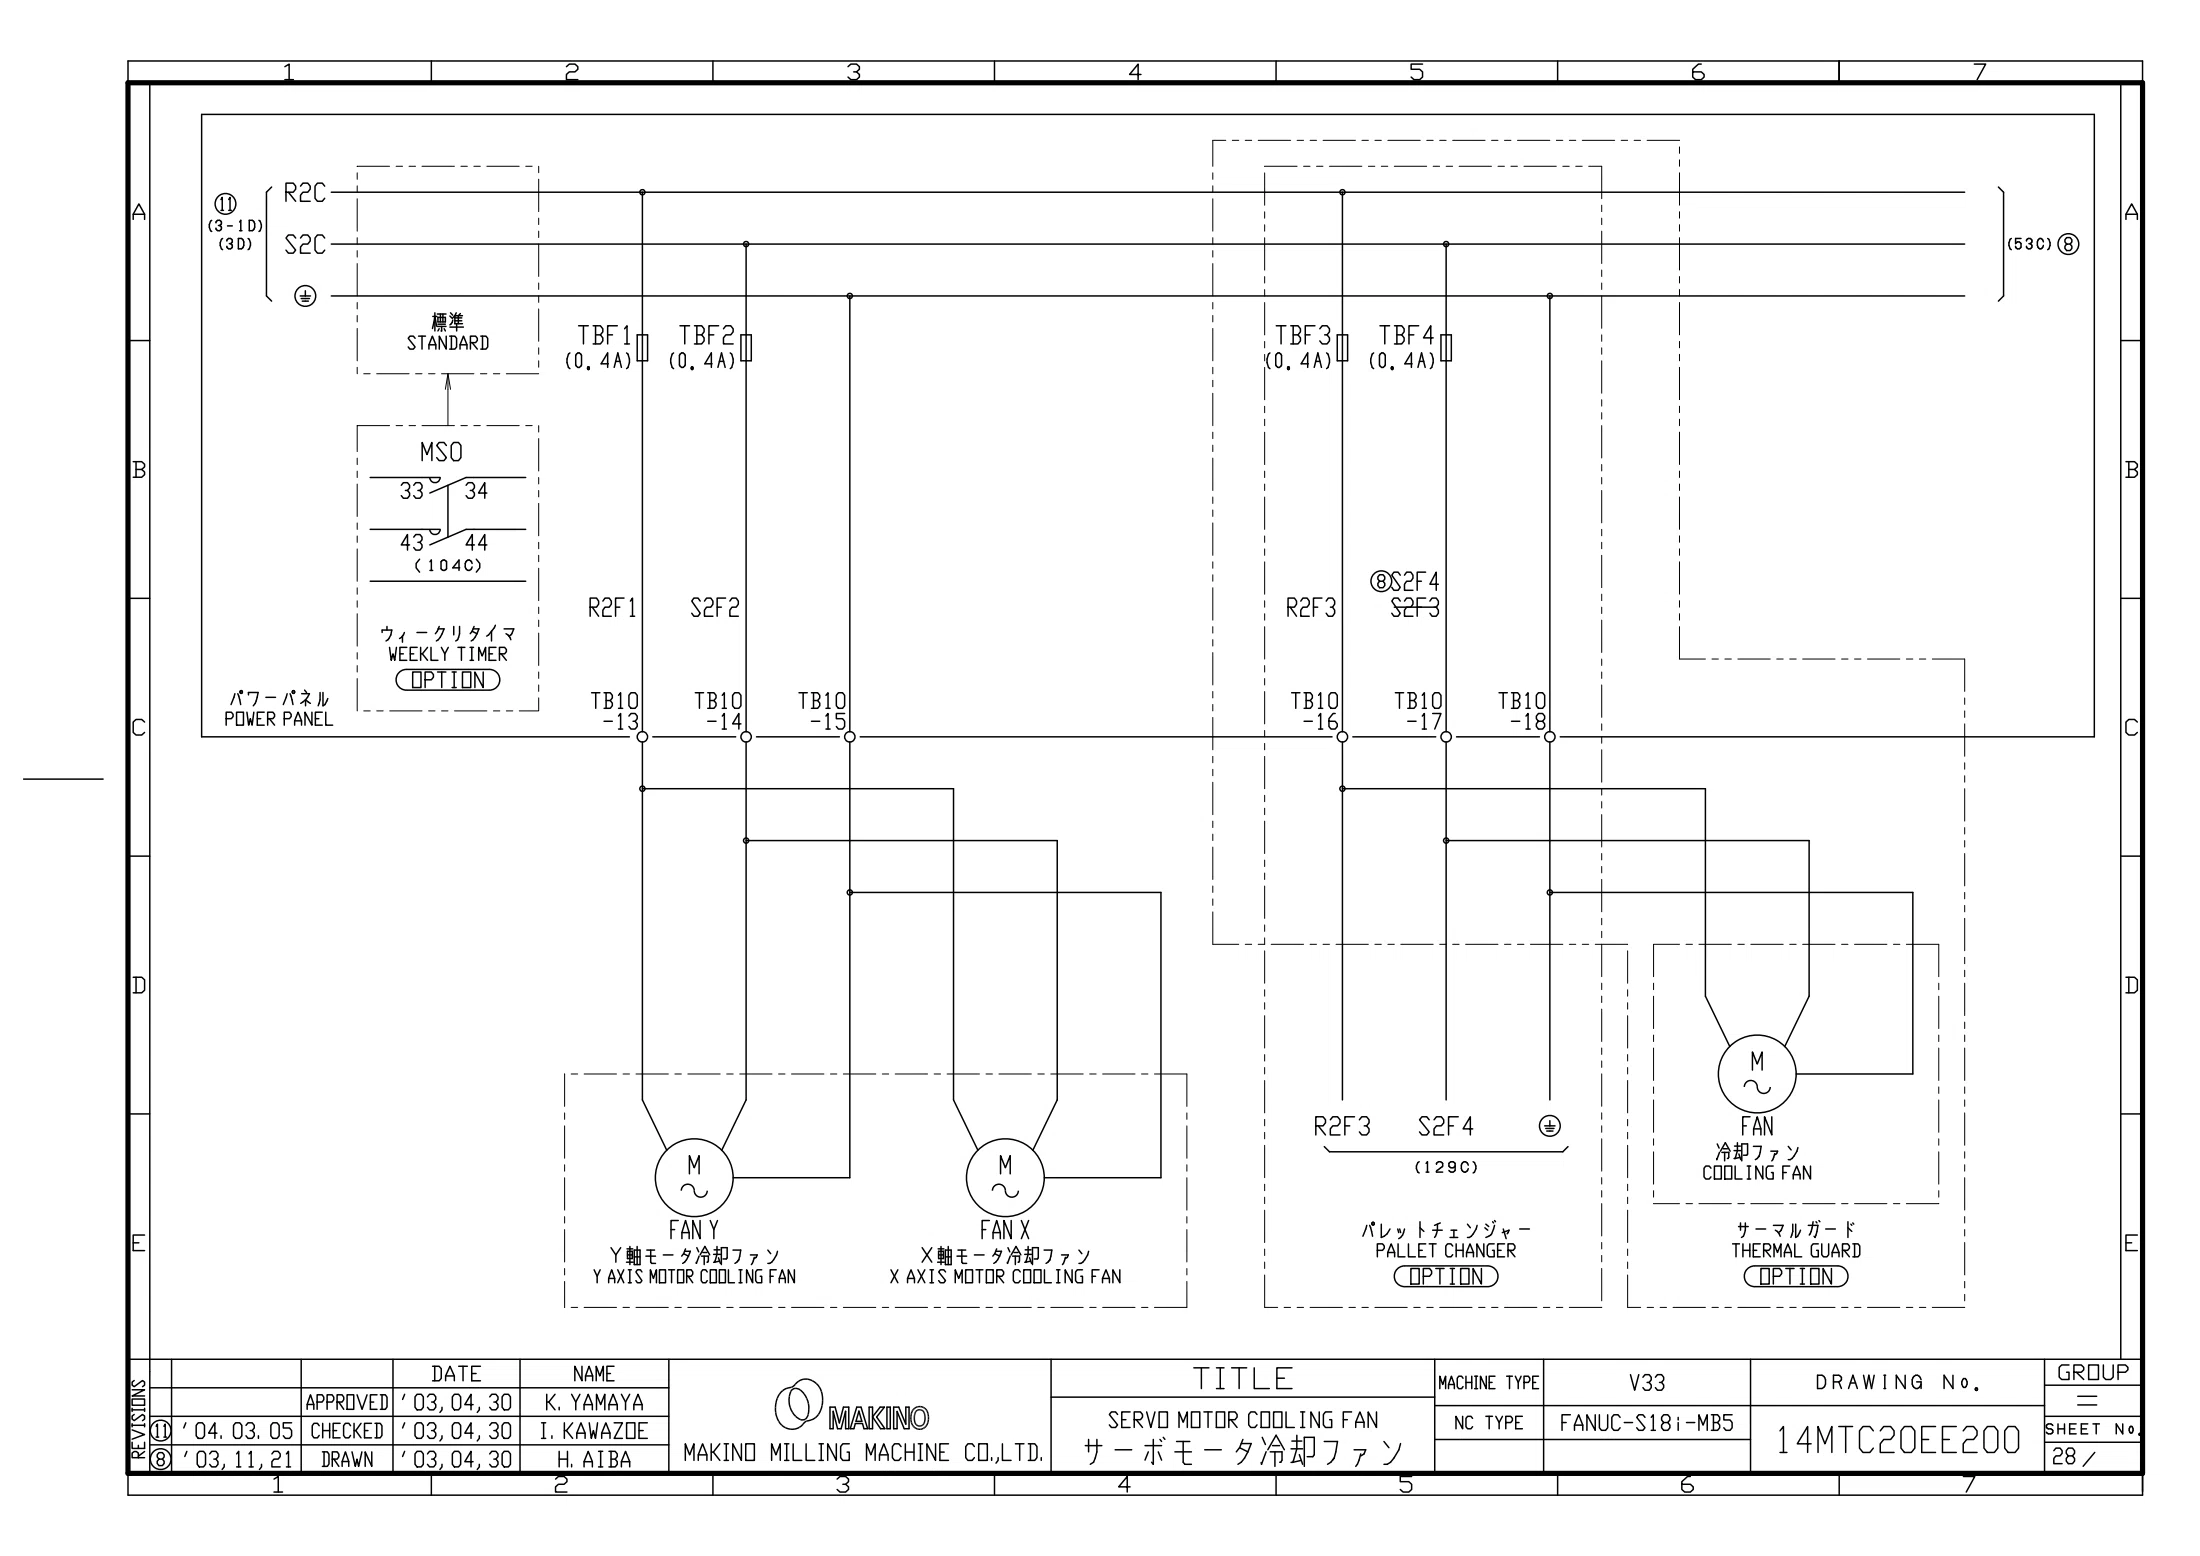 1 2 3 4 5 6 7
A A
B B
C C
D D
E E
⑪
(3-1D)
(3D)
R2C
S2C
(53C) ⑧
標準
STANDARD
TBF1
(0.4A)
TBF2
(0.4A)
TBF3
(0.4A)
TBF4
(0.4A)
MS0
33 34
43 44
(104C)
ウィークリタイマ
WEEKLY TIMER
OPTION
パワーパネル
POWER PANEL
R2F1
S2F2
R2F3
⑧S2F4
S2F3
TB10
-13
TB10
-14
TB10
-15
TB10
-16
TB10
-17
TB10
-18
M
FAN Y
Y軸モータ冷却ファン
Y AXIS MOTOR COOLING FAN
M
FAN X
X軸モータ冷却ファン
X AXIS MOTOR COOLING FAN
R2F3 S2F4
(129C)
パレットチェンジャー
PALLET CHANGER
OPTION
M
FAN
冷却ファン
COOLING FAN
サーマルガード
THERMAL GUARD
OPTION
REVISIONS
⑪ '04.03.05
⑧ '03,11,21
DATE NAME
APPROVED '03,04,30 K.YAMAYA
CHECKED '03,04,30 I.KAWAZOE
DRAWN '03,04,30 H.AIBA
MAKINO
MAKINO MILLING MACHINE CO.,LTD.
TITLE
SERVO MOTOR COOLING FAN
サーボモータ冷却ファン
MACHINE TYPE V33
NC TYPE FANUC-S18i-MB5
DRAWING No.
14MTC20EE200
GROUP
=
SHEET No.
28/
1 2 3 4 5 6 7